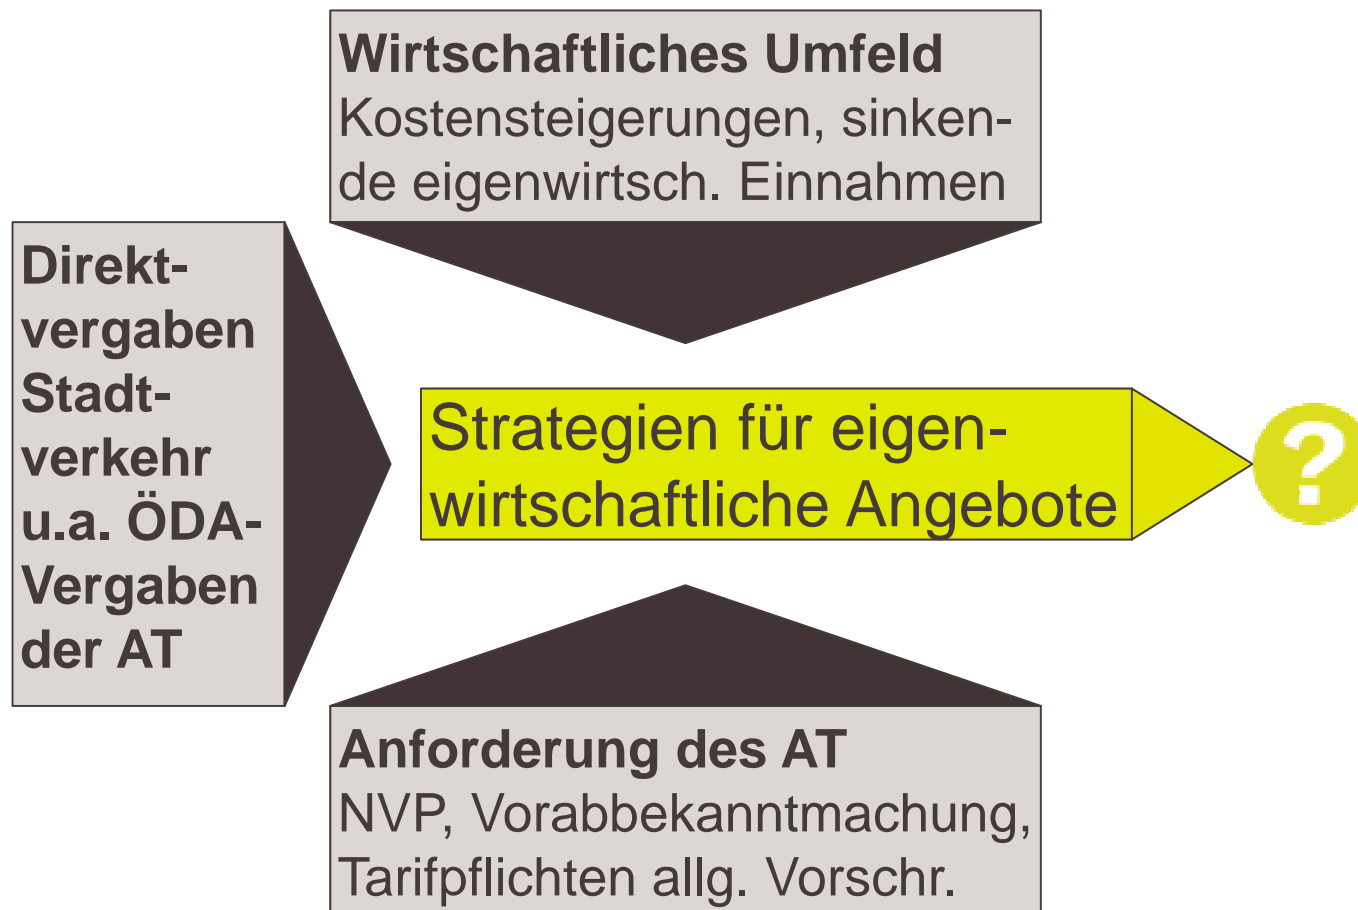 Wirtschaftliches Umfeld
Kostensteigerungen, sinken-
de eigenwirtsch. Einnahmen
Direkt-
vergaben
Stadt-
verkehr
u.a. ÖDA-
Vergaben
der AT
Strategien für eigen-
wirtschaftliche Angebote
?
Anforderung des AT
NVP, Vorabbekanntmachung,
Tarifpflichten allg. Vorschr.